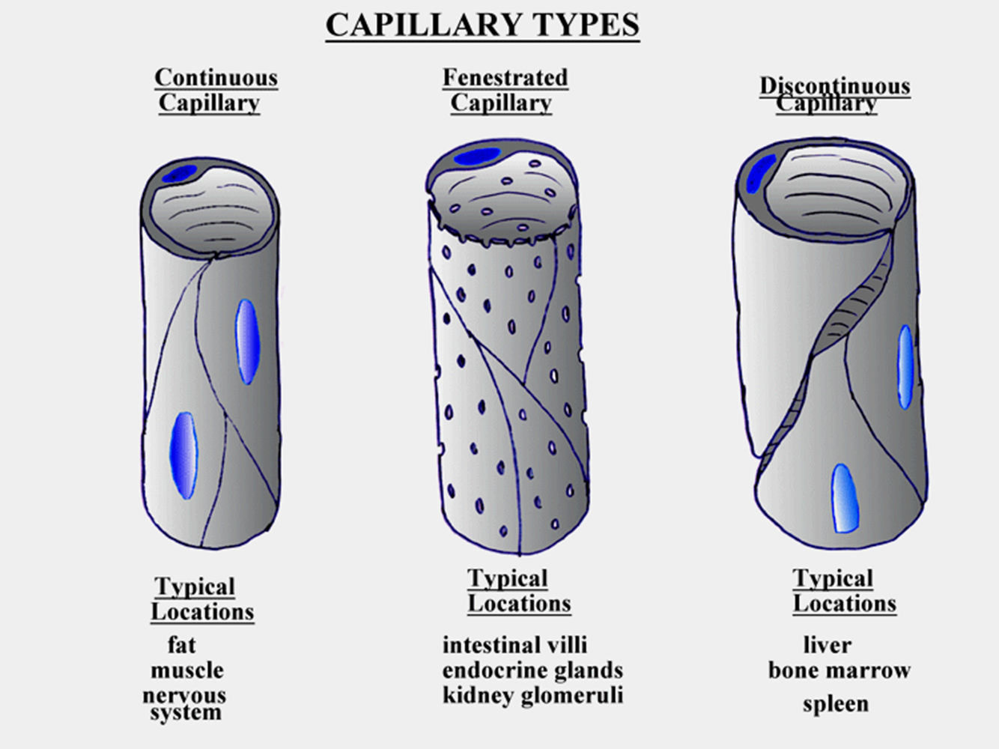 CAPILLARY TYPES
Continuous
Capillary
Fenestrated
Capillary
Discontinuous
Capillary
Typical
Locations
fat
muscle
nervous
system
Typical
Locations
intestinal villi
endocrine glands
kidney glomeruli
Typical
Locations
liver
bone marrow
spleen